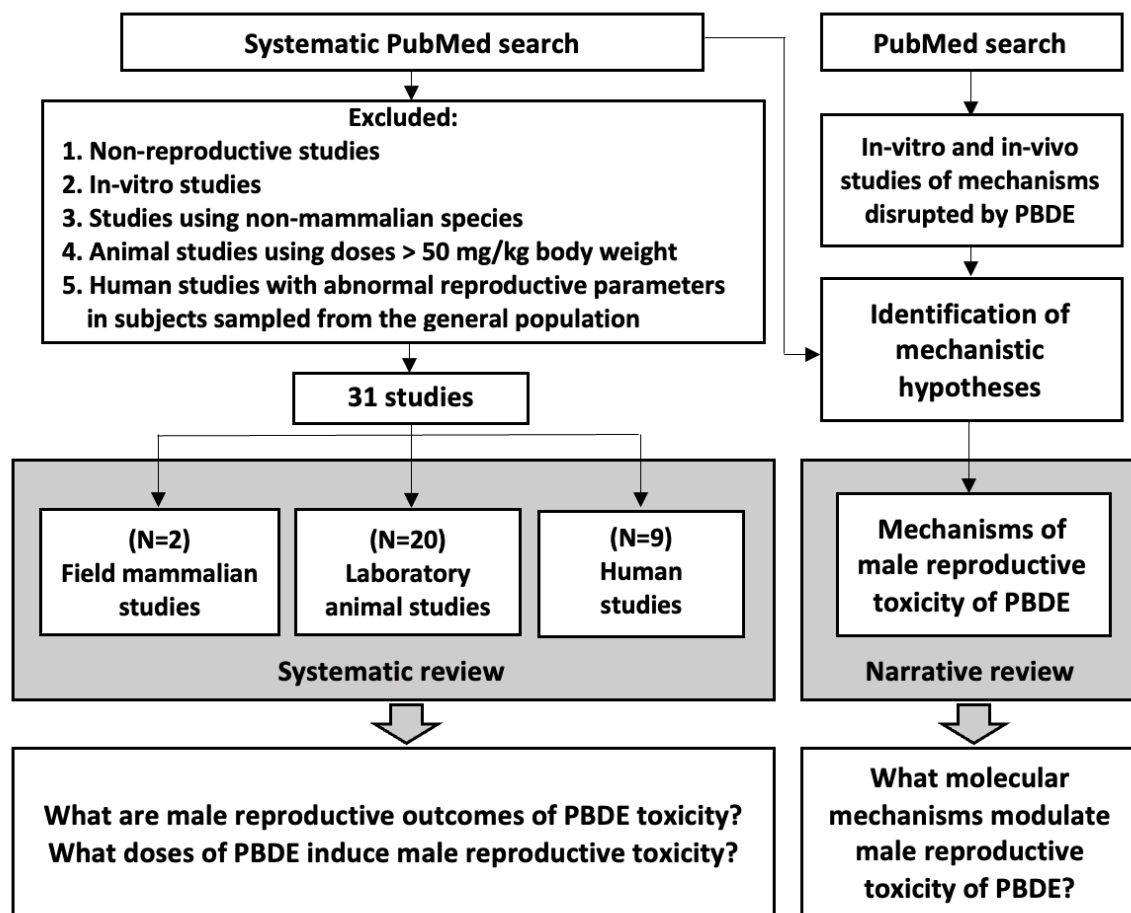 Systematic PubMed search
Excluded:
1. Non-reproductive studies
2. In-vitro studies
3. Studies using non-mammalian species
4. Animal studies using doses > 50 mg/kg body weight
5. Human studies with abnormal reproductive parameters
in subjects sampled from the general population
31 studies
(N=2)
Field mammalian
studies
(N=20)
Laboratory
animal studies
(N=9)
Human
studies
Systematic review
What are male reproductive outcomes of PBDE toxicity?
What doses of PBDE induce male reproductive toxicity?
PubMed search
In-vitro and in-vivo
studies of mechanisms
disrupted by PBDE
Identification of
mechanistic
hypotheses
Mechanisms of
male reproductive
toxicity of PBDE
Narrative review
What molecular
mechanisms modulate
male reproductive
toxicity of PBDE?